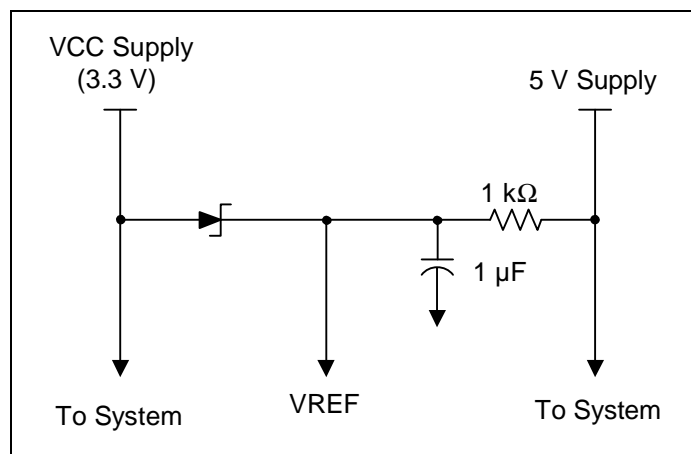 VCC Supply
(3.3 V)
5 V Supply
1 kΩ
1 µF
To System
VREF
To System